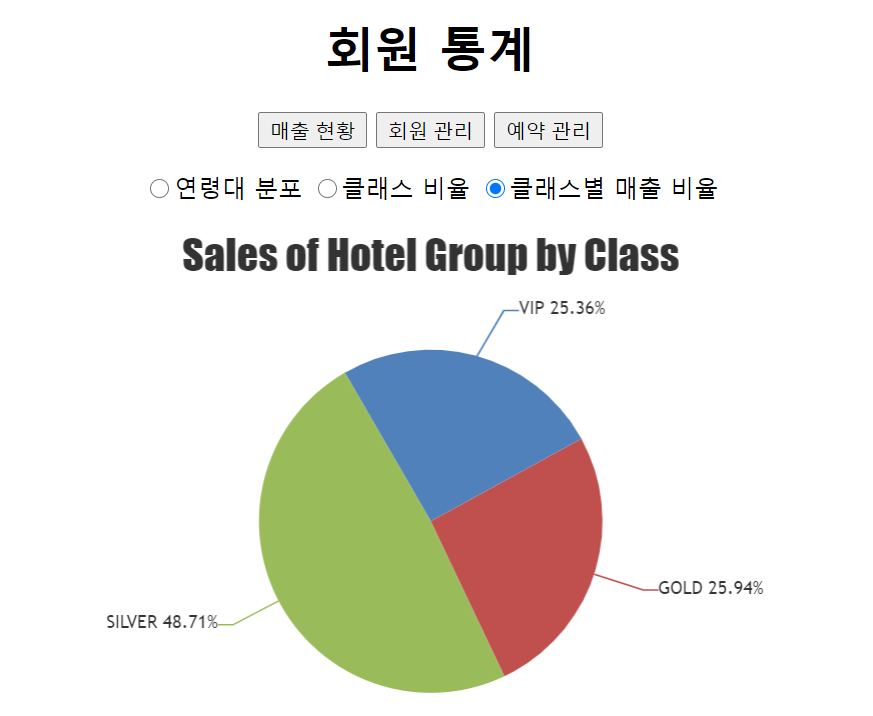 회원 통계
매출 현황 회원 관리 예약 관리
연령대 분포 클래스 비율 클래스별 매출 비율
Sales of Hotel Group by Class
VIP 25.36%
GOLD 25.94%
SILVER 48.71%